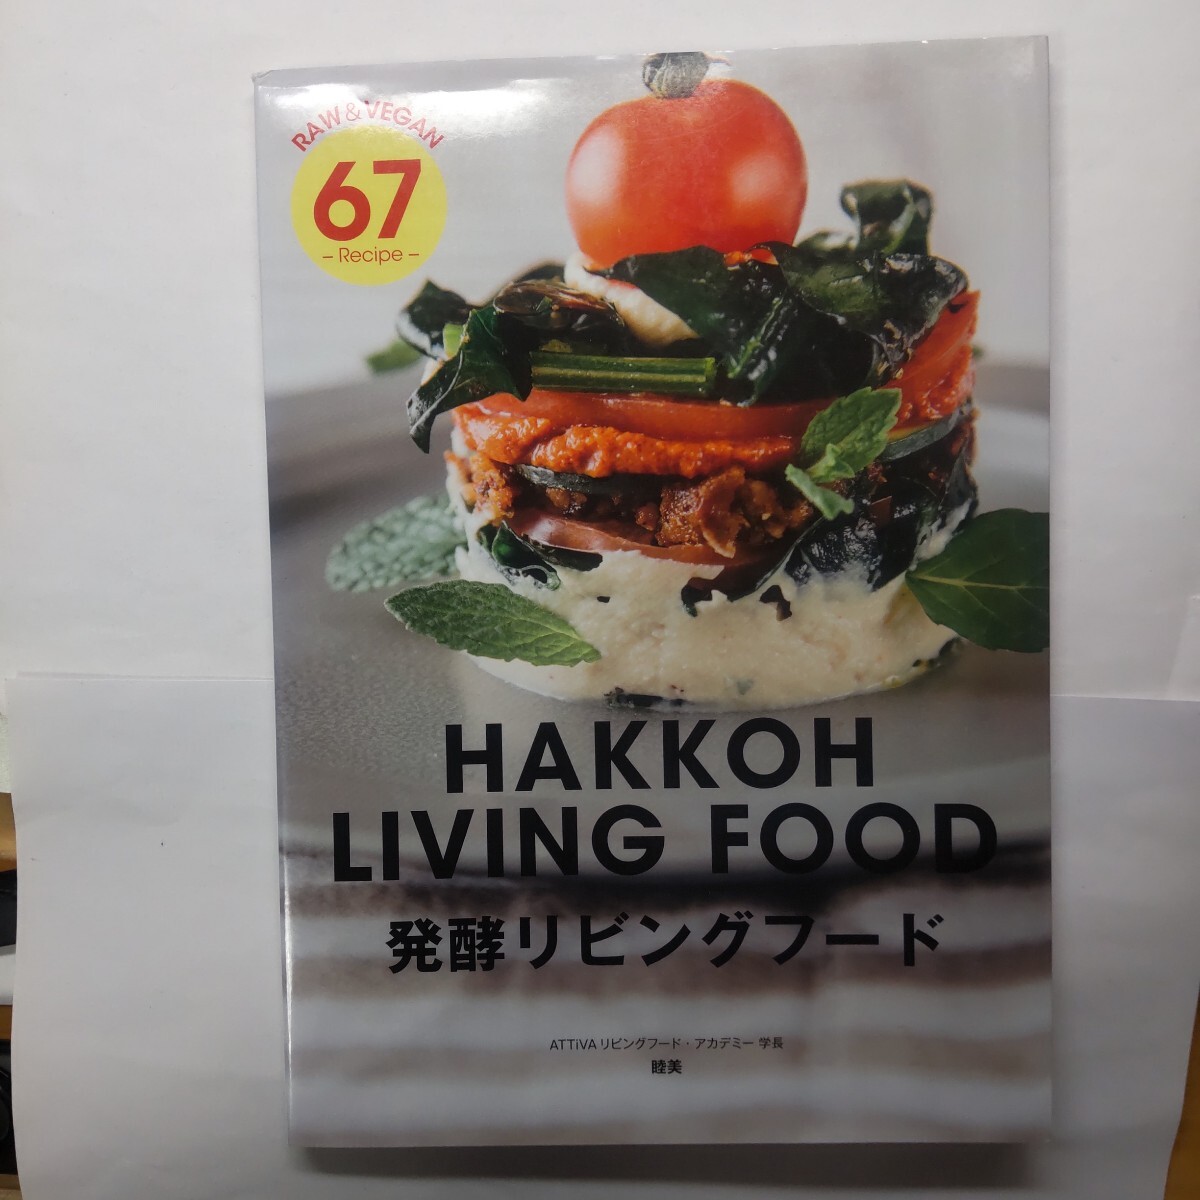 RAW & VEGAN
67
– Recipe –
HAKKOH
LIVING FOOD
発酵リビングフード
ATTiVA リビングフード・アカデミー 学長
睦美